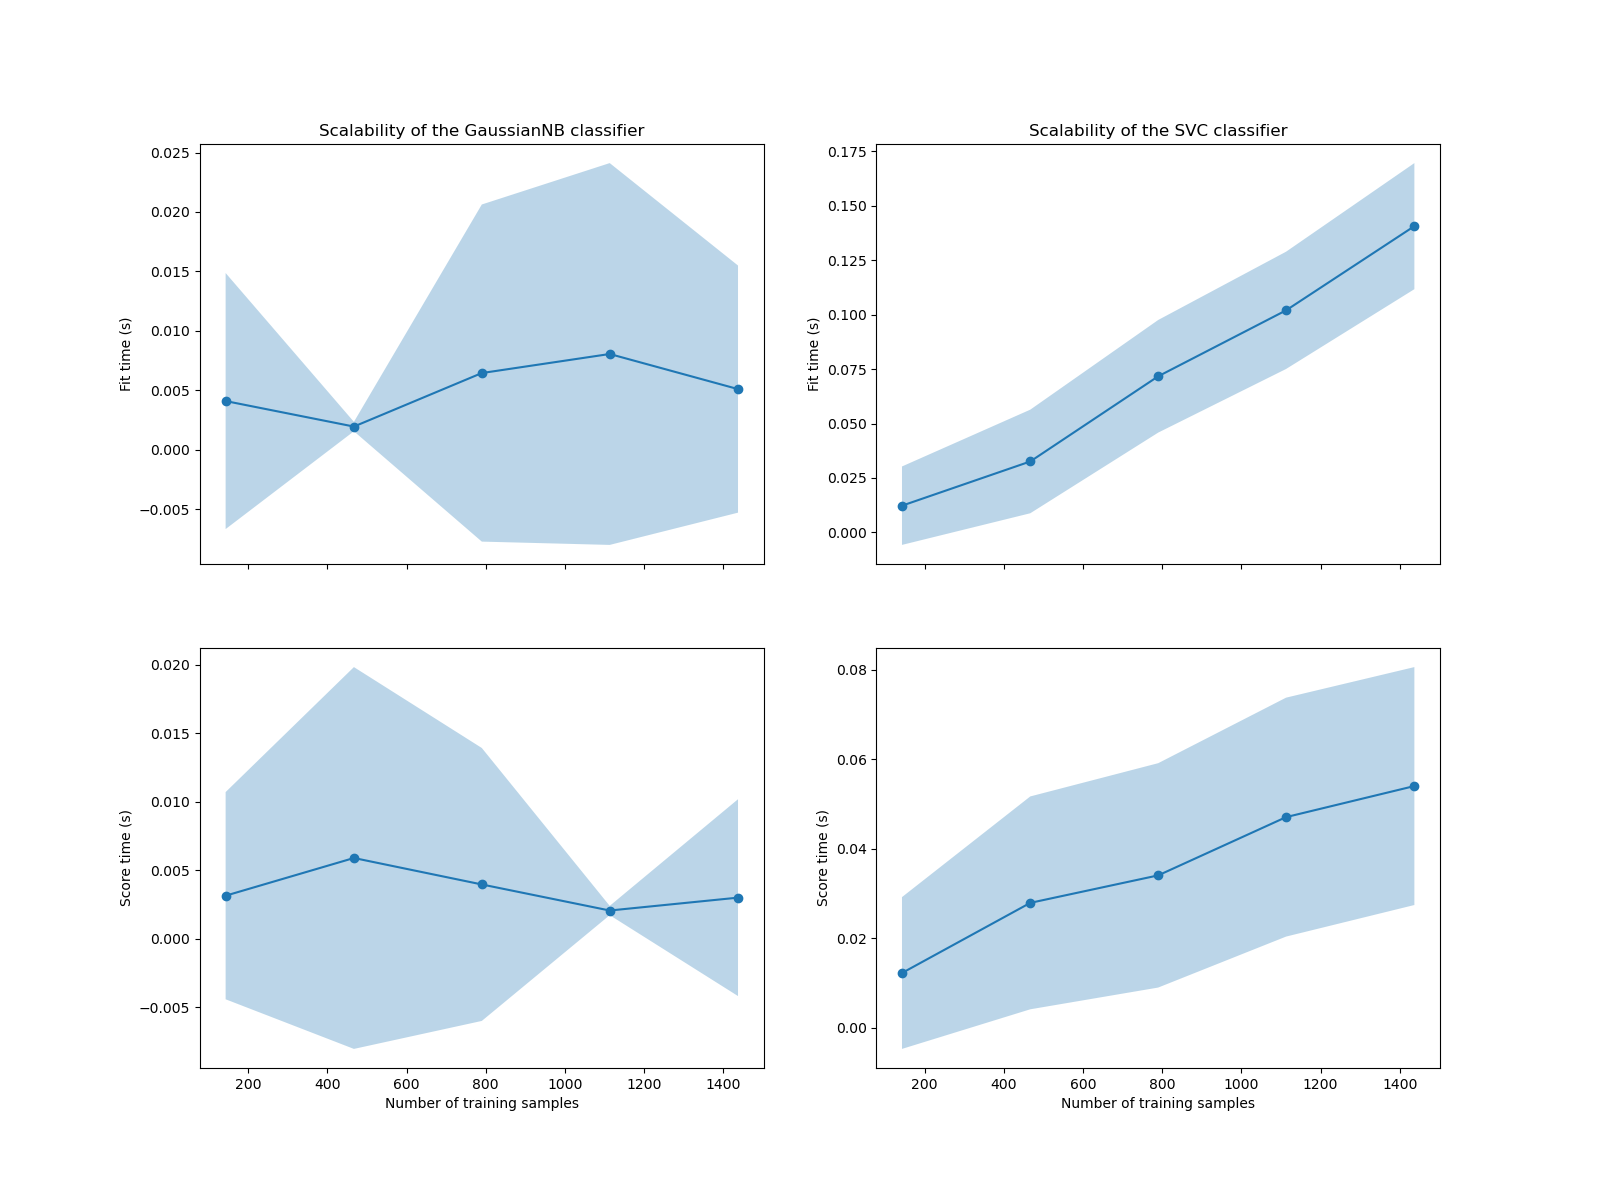 Scalability of the GaussianNB classifier
0.025
0.020
0.015
0.010
0.005
0.000
−0.005
Fit time (s)
Scalability of the SVC classifier
0.175
0.150
0.125
0.100
0.075
0.050
0.025
0.000
Fit time (s)
0.020
0.015
0.010
0.005
0.000
−0.005
Score time (s)
200 400 600 800 1000 1200 1400
Number of training samples
0.08
0.06
0.04
0.02
0.00
Score time (s)
200 400 600 800 1000 1200 1400
Number of training samples